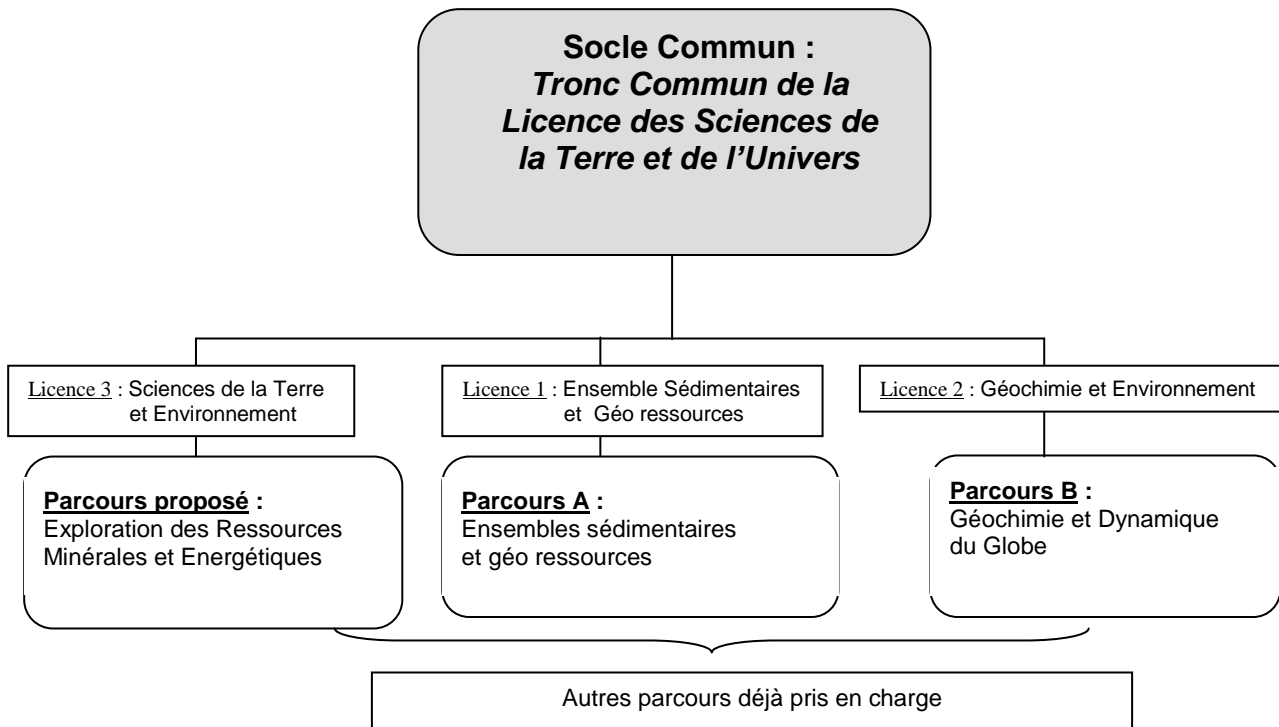 Socle Commun :
Tronc Commun de la
Licence des Sciences de
la Terre et de l’Univers
Licence 3 : Sciences de la Terre
et Environnement
Licence 1 : Ensemble Sédimentaires
et Géo ressources
Licence 2 : Géochimie et Environnement
Parcours proposé :
Exploration des Ressources
Minérales et Energétiques
Parcours A :
Ensembles sédimentaires
et géo ressources
Parcours B :
Géochimie et Dynamique
du Globe
Autres parcours déjà pris en charge